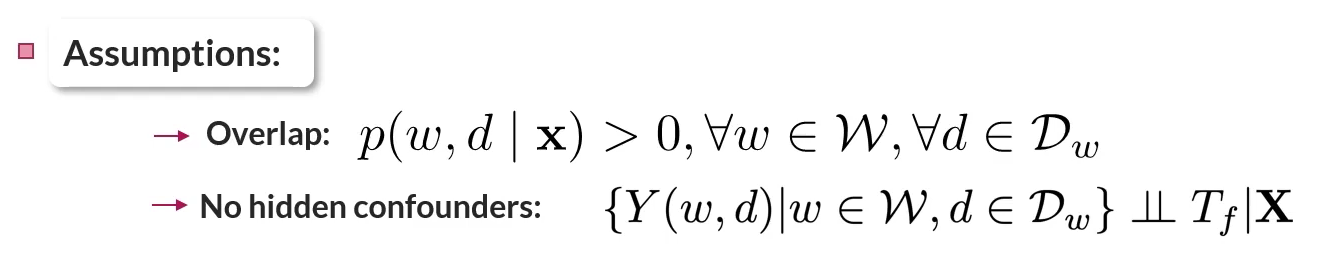 Assumptions:
Overlap: p(w, d | 𝐱) > 0, ∀w ∈ 𝒲, ∀d ∈ 𝒟_w
No hidden confounders: {Y(w, d)|w ∈ 𝒲, d ∈ 𝒟_w} ⫫ T_f|𝐗